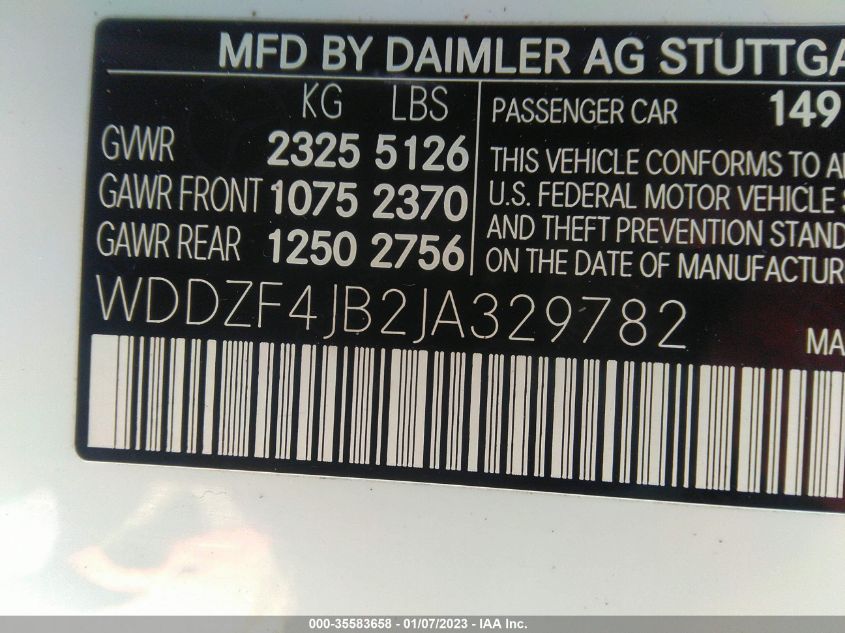 MFD BY DAIMLER AG STUTTGA
KG LBS
GVWR 2325 5126
GAWR FRONT 1075 2370
GAWR REAR 1250 2756
PASSENGER CAR 149
THIS VEHICLE CONFORMS TO A
U.S. FEDERAL MOTOR VEHICLE S
AND THEFT PREVENTION STAND
ON THE DATE OF MANUFACTUR
WDDZF4JB2JA329782
MA
000-35583658 - 01/07/2023 - IAA Inc.